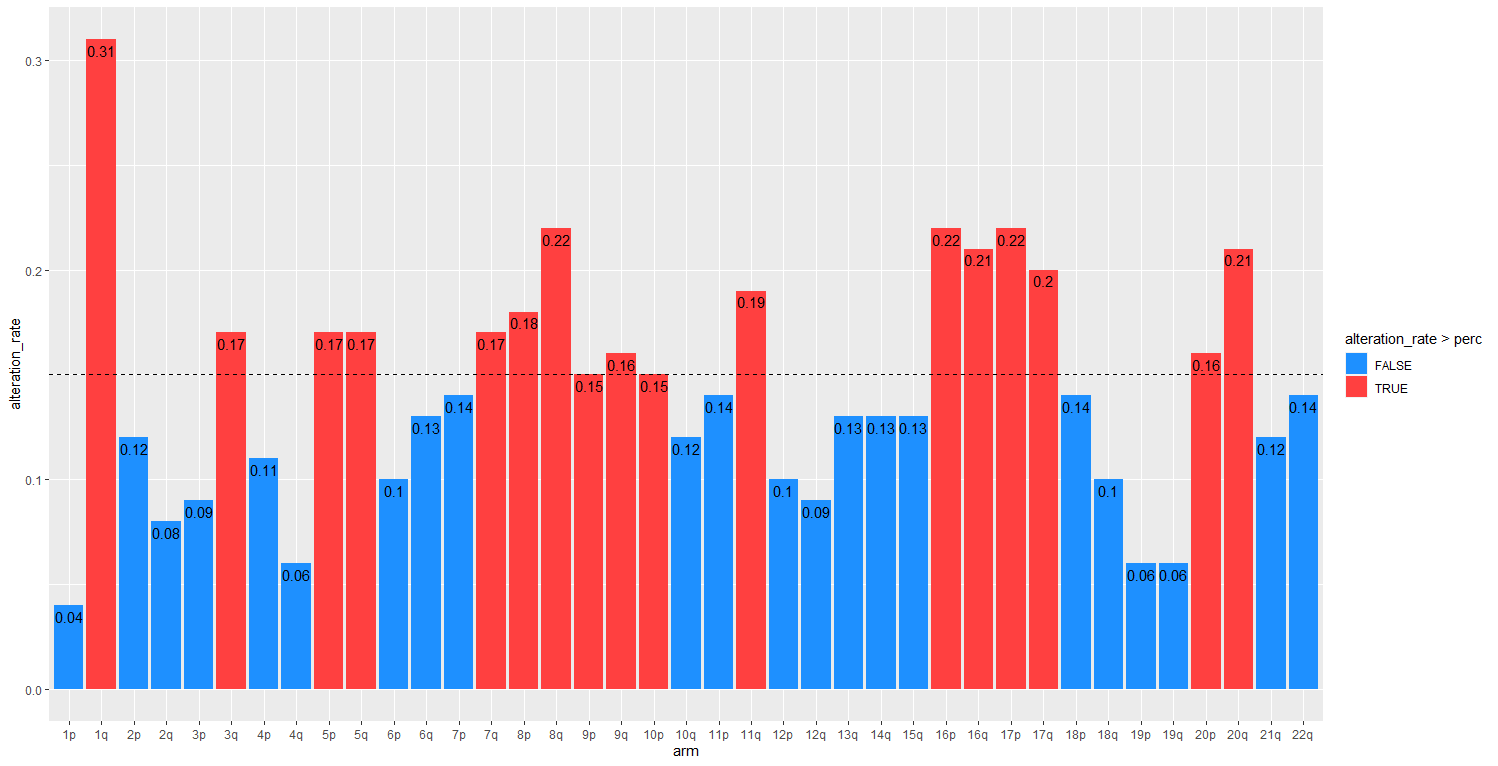 0.31
0.3
0.22 0.22 0.22
0.21 0.21
0.2 0.2
0.19
0.18
0.17 0.17 0.17 0.17
0.16 0.16
0.15 0.15
0.14 0.14 0.14 0.14
0.13 0.13 0.13 0.13
0.12 0.12 0.12
0.11
0.1 0.1 0.1 0.1
0.09 0.09
0.08
0.06 0.06 0.06
0.04
0.0
alteration_rate
1p 1q 2p 2q 3p 3q 4p 4q 5p 5q 6p 6q 7p 7q 8p 8q 9p 9q 10p 10q 11p 11q 12p 12q 13q 14q 15q 16p 16q 17p 17q 18p 18q 19p 19q 20p 20q 21q 22q
arm
alteration_rate > perc
FALSE
TRUE